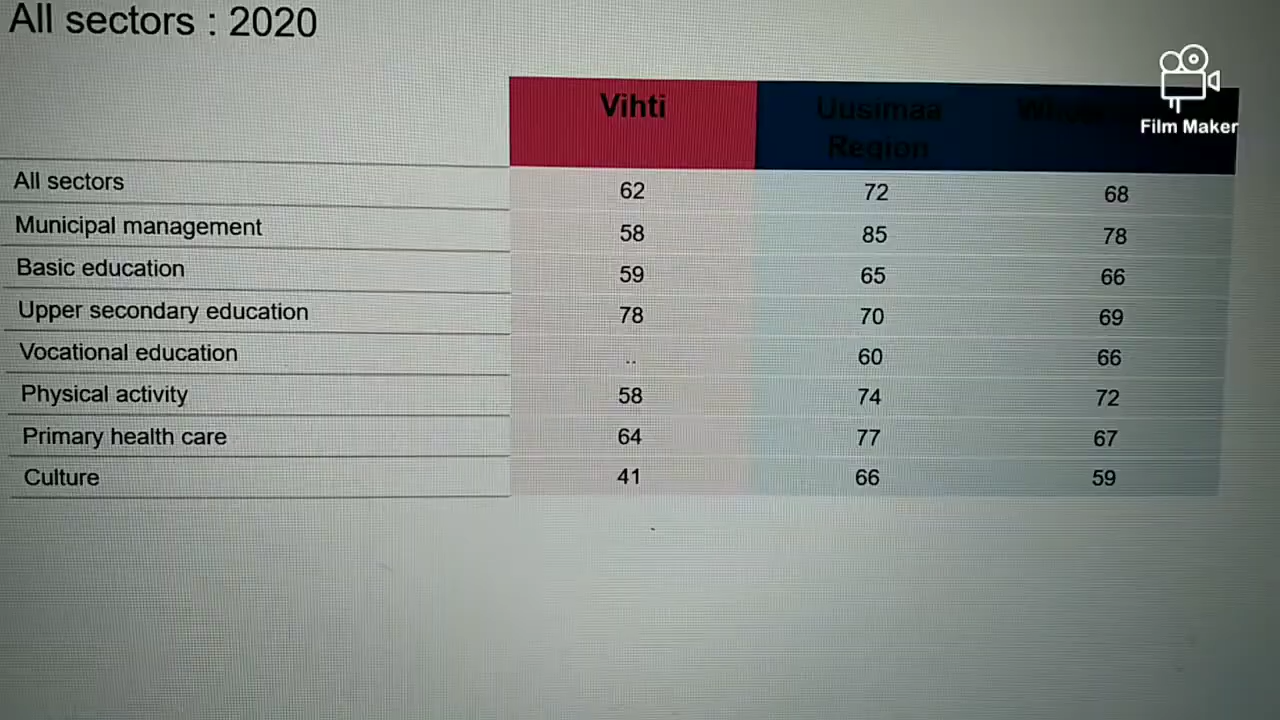 All sectors : 2020
Film Maker
Vihti Uusimaa
Region
All sectors 62 72 68
Municipal management 58 85 78
Basic education 59 65 66
Upper secondary education 78 70 69
Vocational education .. 60 66
Physical activity 58 74 72
Primary health care 64 77 67
Culture 41 66 59